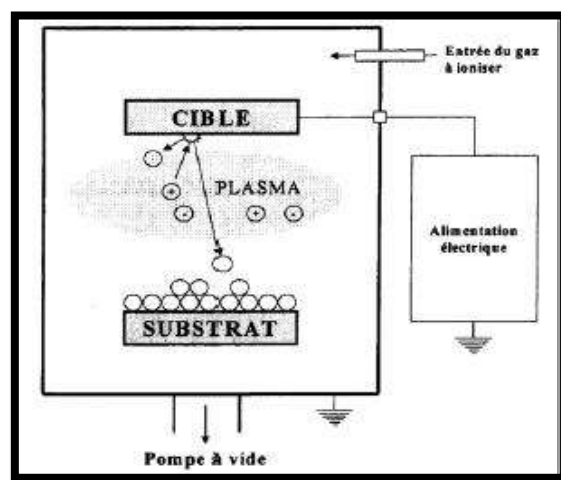 Entrée du gaz
à ioniser
CIBLE
PLASMA
Alimentation
électrique
SUBSTRAT
Pompe à vide